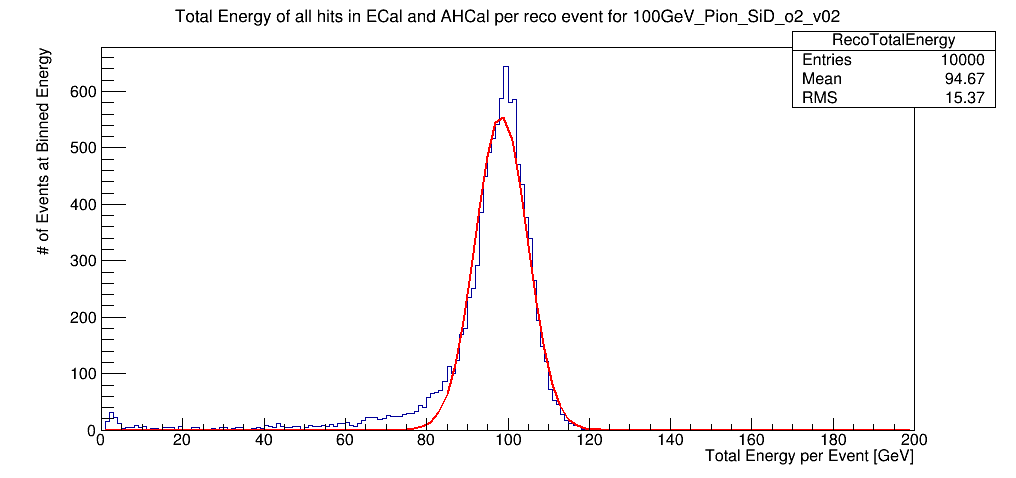 Total Energy of all hits in ECal and AHCal per reco event for 100GeV_Pion_SiD_o2_v02
RecoTotalEnergy
Entries 10000
Mean 94.67
RMS 15.37
# of Events at Binned Energy
600
500
400
300
200
100
0
0 20 40 60 80 100 120 140 160 180 200
Total Energy per Event [GeV]